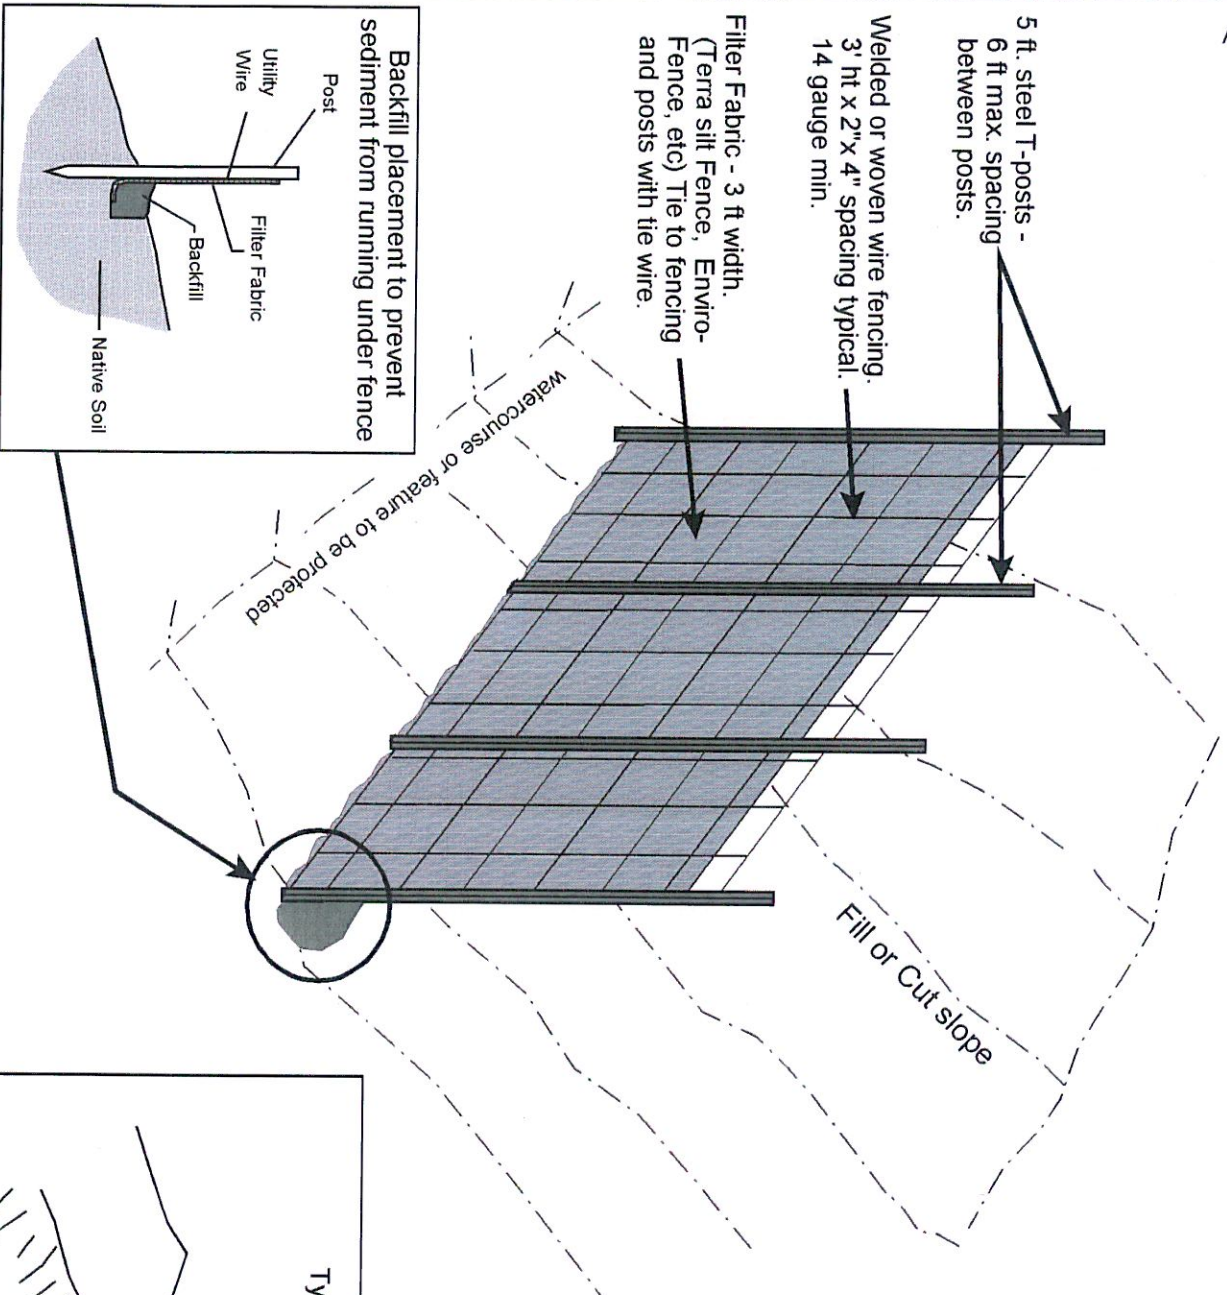 5 ft. steel T-posts -
6 ft max. spacing
between posts.
Welded or woven wire fencing.
3' ht x 2"x 4" spacing typical.
14 gauge min.
Filter Fabric - 3 ft width.
(Terra silt Fence, Enviro-
Fence, etc) Tie to fencing
and posts with tie wire.
Fill or Cut slope
watercourse or feature to be protected
Backfill placement to prevent
sediment from running under fence
Post
Utility
Wire
Filter Fabric
Backfill
Native Soil
Ty